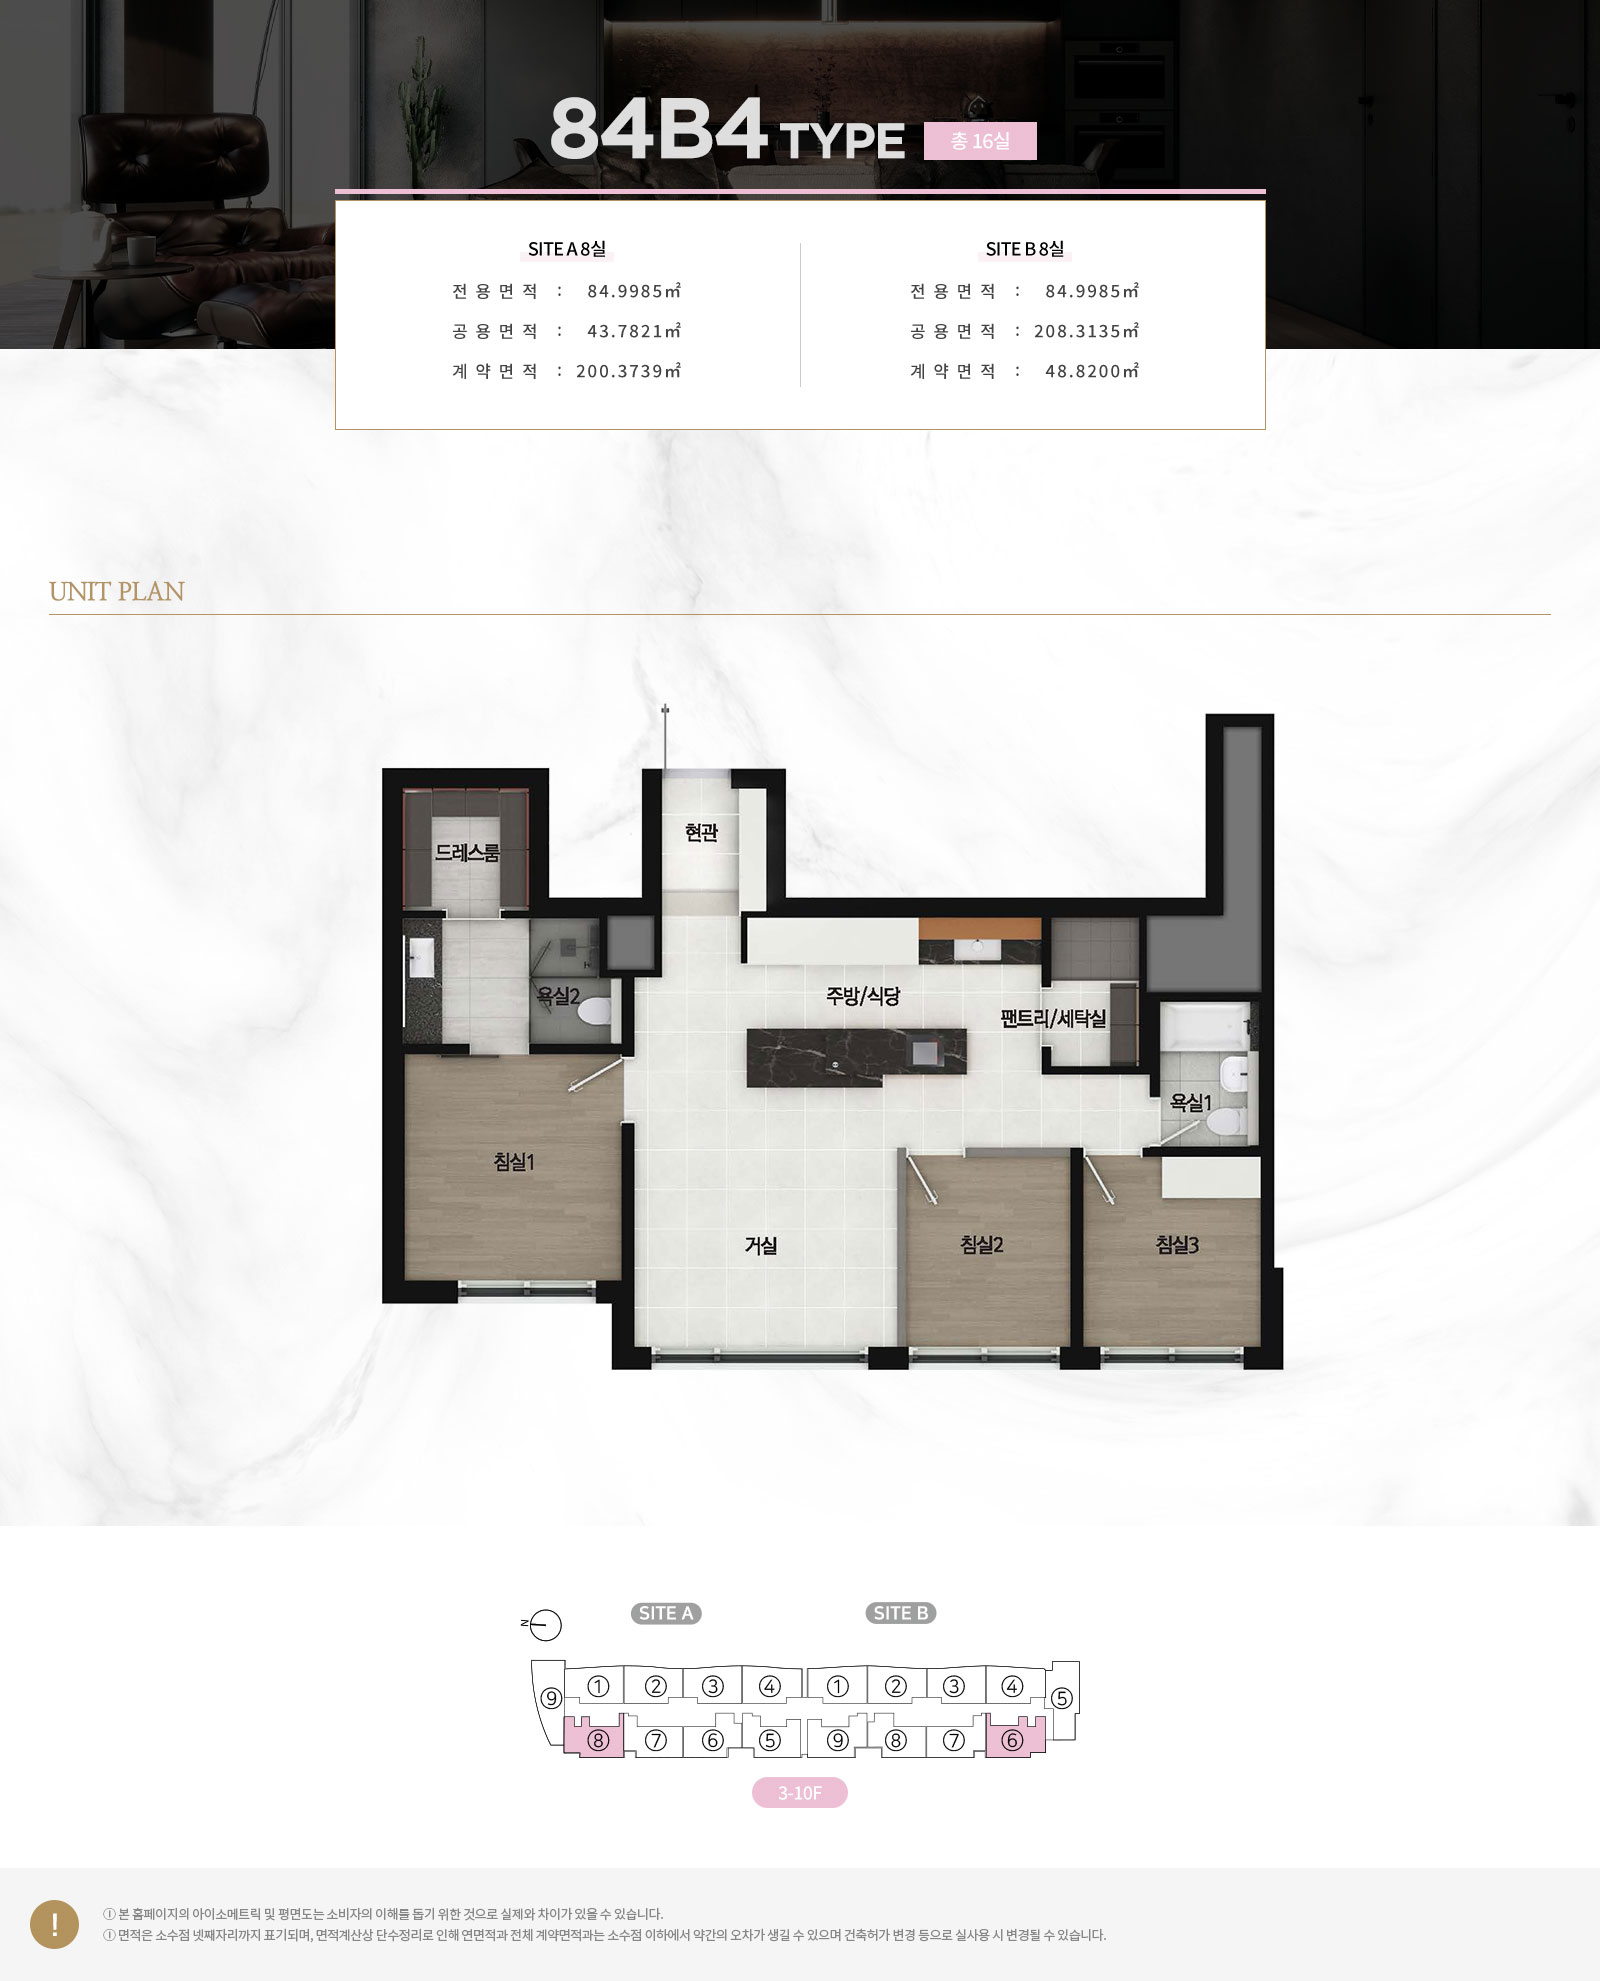 84B4 TYPE 총 16실
SITE A 8실
전용면적 : 84.9985㎡
공용면적 : 43.7821㎡
계약면적 : 200.3739㎡
SITE B 8실
전용면적 : 84.9985㎡
공용면적 : 208.3135㎡
계약면적 : 48.8200㎡
UNIT PLAN
현관
드레스룸
욕실2
주방/식당
팬트리/세탁실
욕실1
침실1
거실
침실2
침실3
N
SITE A
SITE B
① ② ③ ④ ① ② ③ ④
⑨ ⑤
⑧ ⑦ ⑥ ⑤ ⑨ ⑧ ⑦ ⑥
3-10F
!
① 본 홈페이지의 아이소메트릭 및 평면도는 소비자의 이해를 돕기 위한 것으로 실제와 차이가 있을 수 있습니다.
① 면적은 소수점 넷째자리까지 표기되며, 면적계산상 단수정리로 인해 연면적과 전체 계약면적과는 소수점 이하에서 약간의 오차가 생길 수 있으며 건축허가 변경 등으로 실사용 시 변경될 수 있습니다.